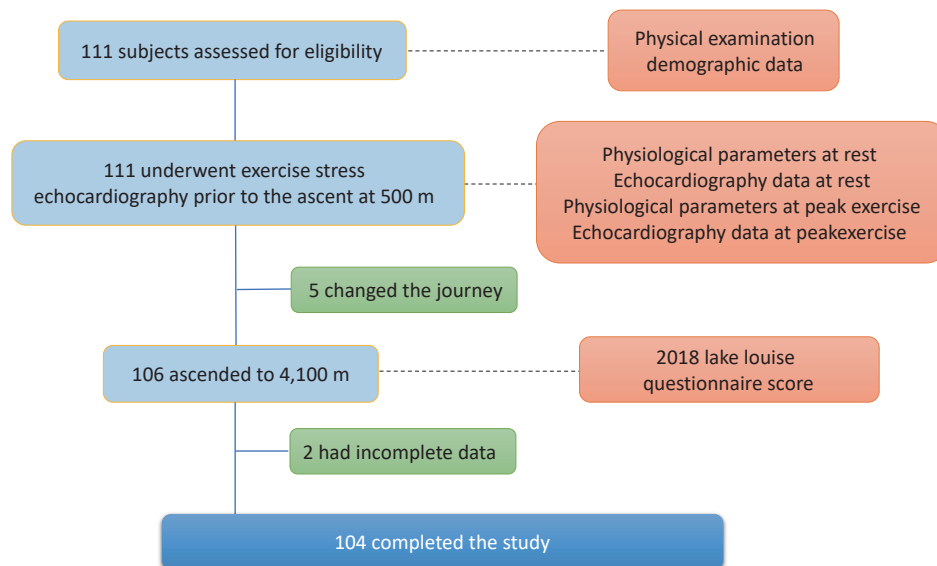 111 subjects assessed for eligibility
Physical examination
demographic data
111 underwent exercise stress
echocardiography prior to the ascent at 500 m
Physiological parameters at rest
Echocardiography data at rest
Physiological parameters at peak exercise
Echocardiography data at peakexercise
5 changed the journey
106 ascended to 4,100 m
2018 lake louise
questionnaire score
2 had incomplete data
104 completed the study